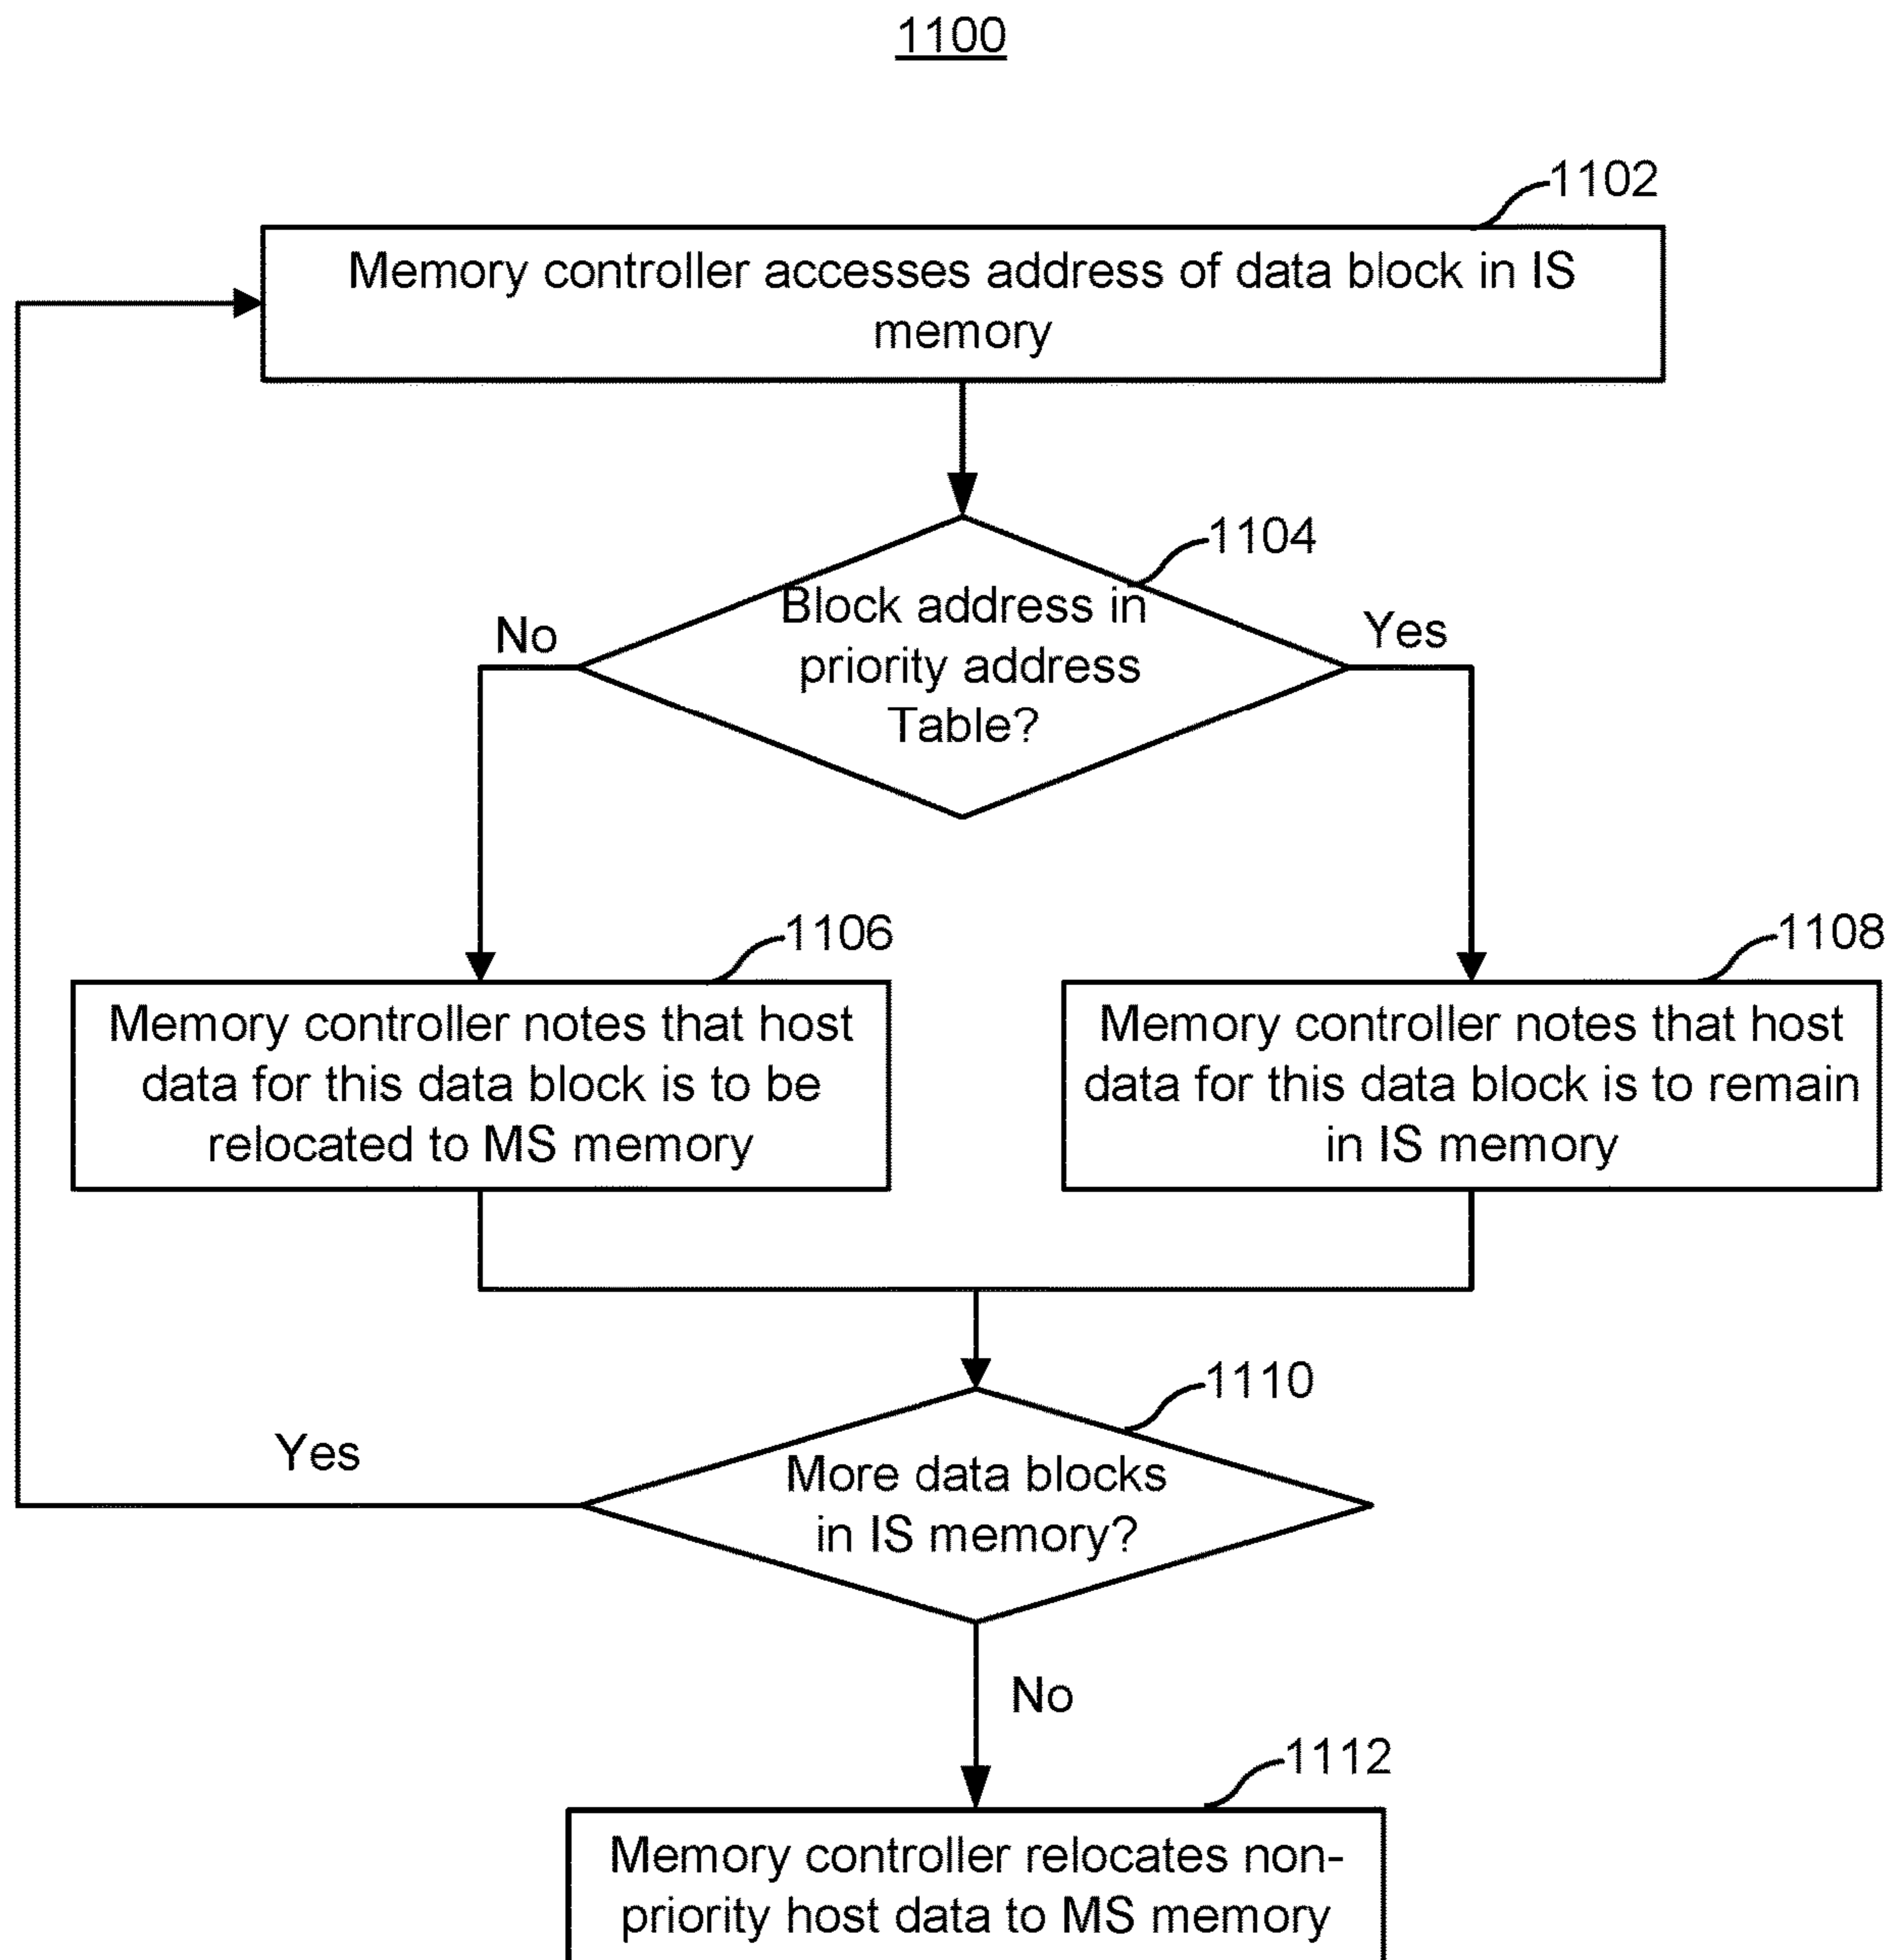 1100
1102
Memory controller accesses address of data block in IS
memory
1104
Block address in
priority address
Table?
No
Yes
1106
Memory controller notes that host
data for this data block is to be
relocated to MS memory
1108
Memory controller notes that host
data for this data block is to remain
in IS memory
1110
More data blocks
in IS memory?
Yes
No
1112
Memory controller relocates non-
priority host data to MS memory